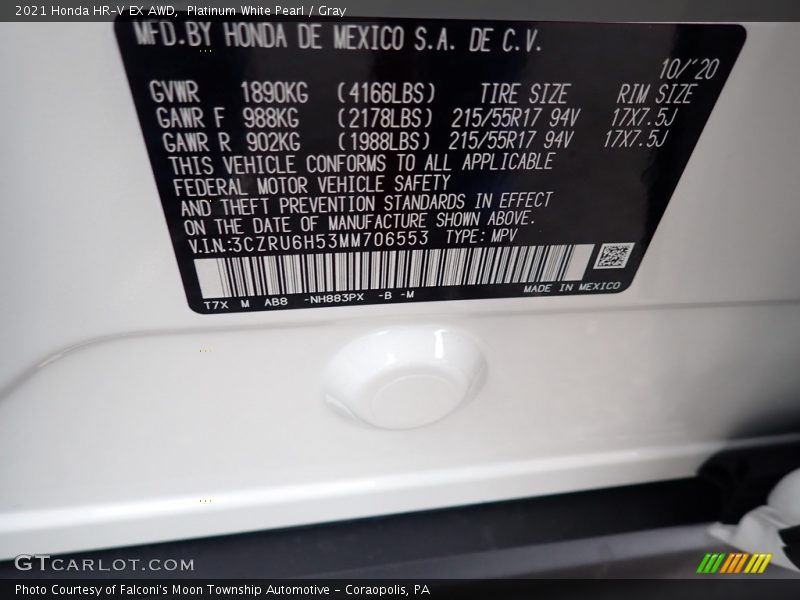 2021 Honda HR-V EX AWD, Platinum White Pearl / Gray
MFD.BY HONDA DE MEXICO S.A. DE C.V.
10/'20
GVWR 1890KG (4166LBS) TIRE SIZE RIM SIZE
GAWR F 988KG (2178LBS) 215/55R17 94V 17X7.5J
GAWR R 902KG (1988LBS) 215/55R17 94V 17X7.5J
THIS VEHICLE CONFORMS TO ALL APPLICABLE
FEDERAL MOTOR VEHICLE SAFETY
AND THEFT PREVENTION STANDARDS IN EFFECT
ON THE DATE OF MANUFACTURE SHOWN ABOVE.
V.I.N:3CZRU6H53MM706553 TYPE: MPV
T7X M AB8 -NH883PX -B -M MADE IN MEXICO
GTCARLOT.COM
Photo Courtesy of Falconi's Moon Township Automotive - Coraopolis, PA